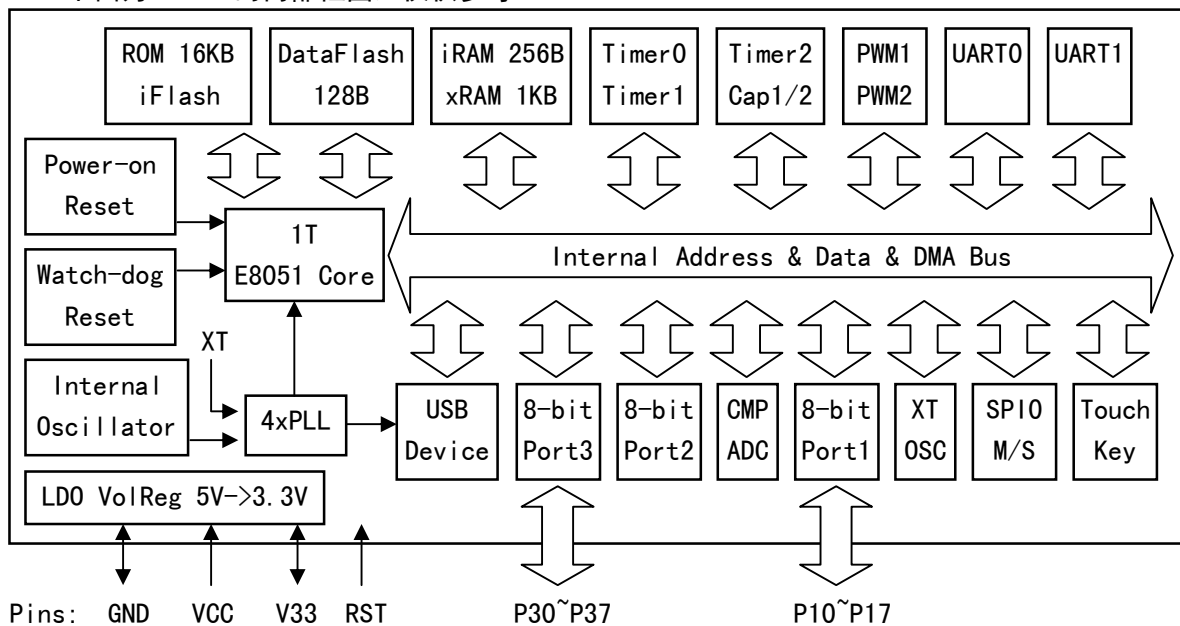 ROM 16KB
iFlash
DataFlash
128B
iRAM 256B
xRAM 1KB
Timer0
Timer1
Timer2
Cap1/2
PWM1
PWM2
UART0
UART1
Power-on
Reset
1T
E8051 Core
Internal Address & Data & DMA Bus
Watch-dog
Reset
XT
Internal
Oscillator
4xPLL
USB
Device
8-bit
Port3
8-bit
Port2
CMP
ADC
8-bit
Port1
XT
OSC
SPI0
M/S
Touch
Key
LDO VolReg 5V->3.3V
Pins: GND VCC V33 RST P30~P37 P10~P17